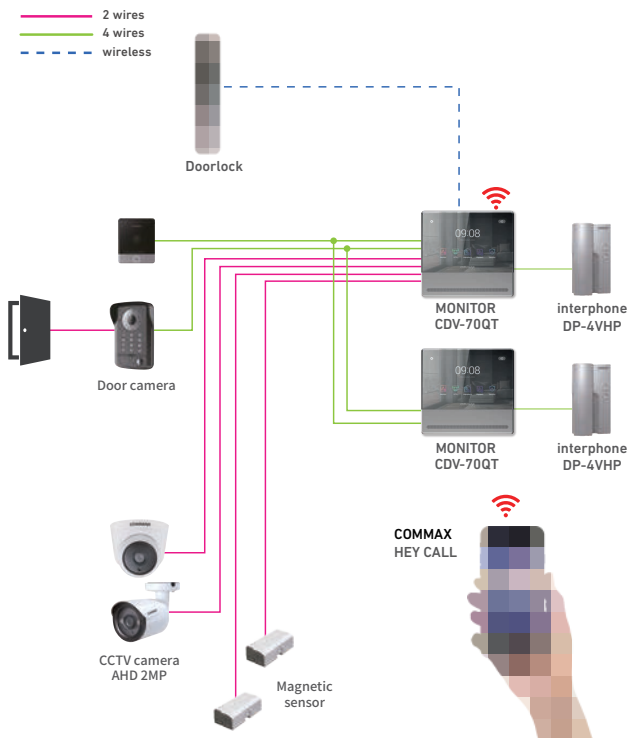 2 wires
4 wires
wireless
Doorlock
09:08
MONITOR
CDV-70QT
interphone
DP-4VHP
Door camera
09:08
MONITOR
CDV-70QT
interphone
DP-4VHP
COMMAX
HEY CALL
CCTV camera
AHD 2MP
Magnetic
sensor